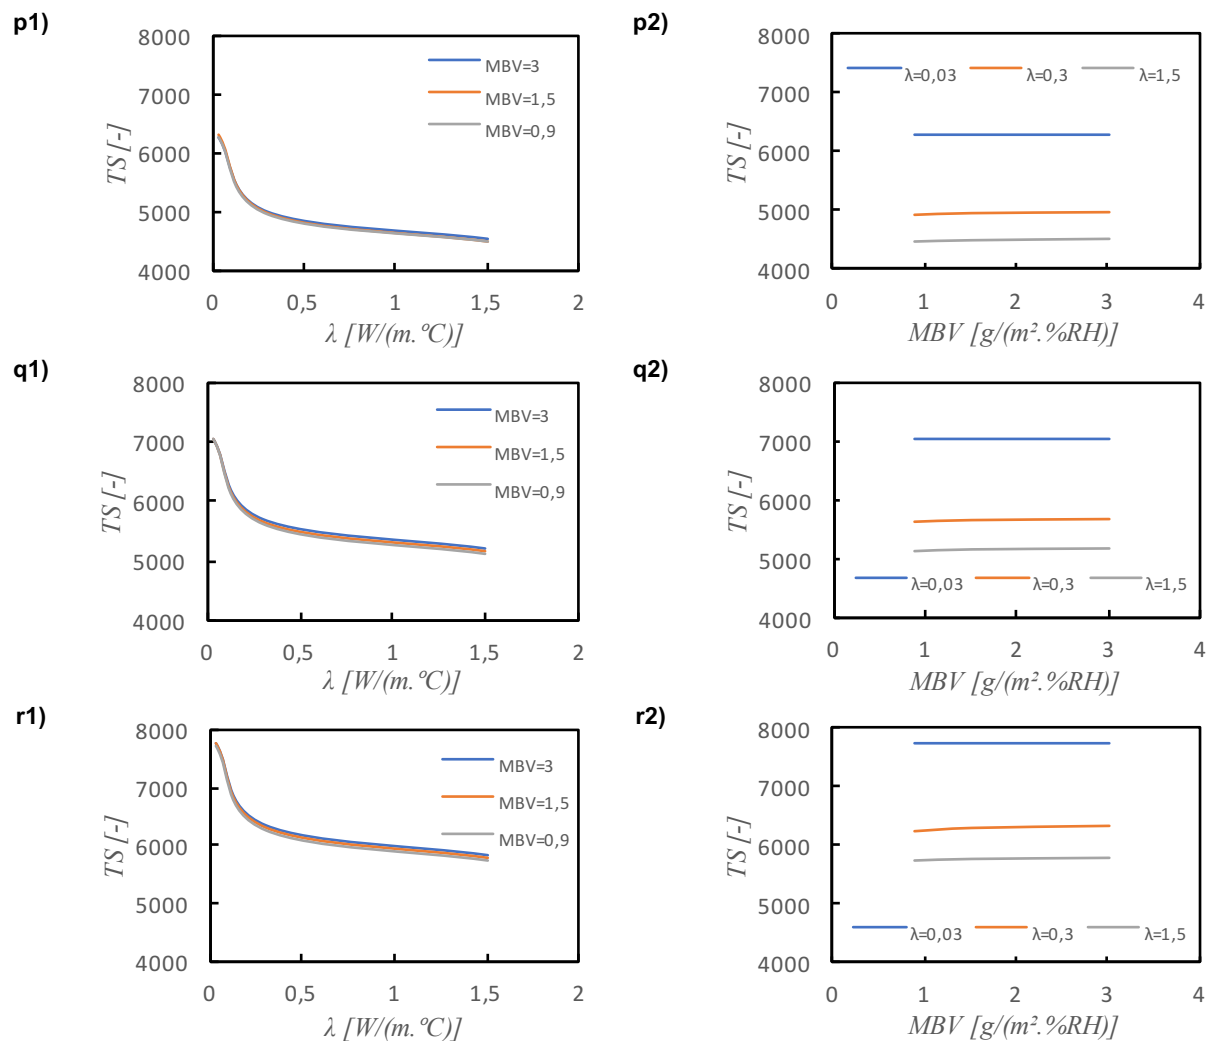 p1)
TS [-]
8000
7000
6000
5000
4000
MBV=3
MBV=1,5
MBV=0,9
0 0,5 1 1,5 2
λ [W/(m.ºC)]
p2)
TS [-]
8000
7000
6000
5000
4000
λ=0,03 λ=0,3 λ=1,5
0 1 2 3 4
MBV [g/(m².%RH)]
q1)
TS [-]
8000
7000
6000
5000
4000
MBV=3
MBV=1,5
MBV=0,9
0 0,5 1 1,5 2
λ [W/(m.ºC)]
q2)
TS [-]
8000
7000
6000
5000
4000
λ=0,03 λ=0,3 λ=1,5
0 1 2 3 4
MBV [g/(m².%RH)]
r1)
TS [-]
8000
7000
6000
5000
4000
MBV=3
MBV=1,5
MBV=0,9
0 0,5 1 1,5 2
λ [W/(m.ºC)]
r2)
TS [-]
8000
7000
6000
5000
4000
λ=0,03 λ=0,3 λ=1,5
0 1 2 3 4
MBV [g/(m².%RH)]